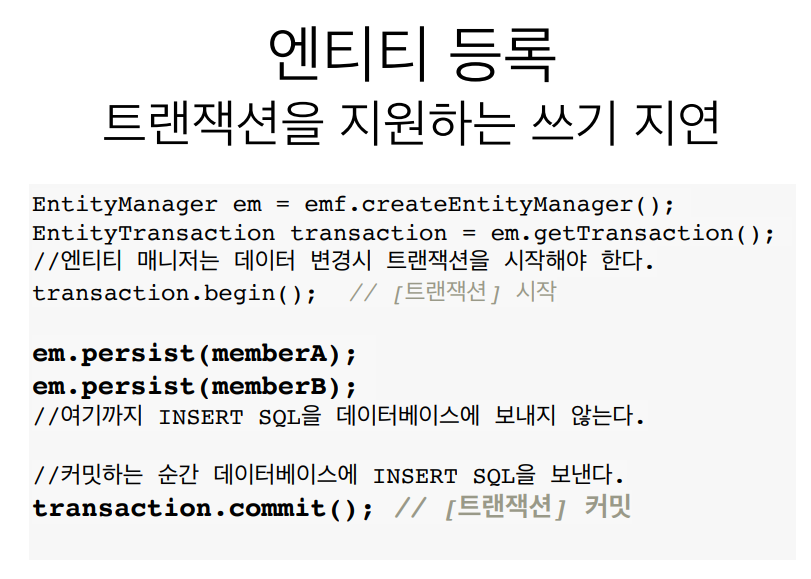 엔티티 등록
트랜잭션을 지원하는 쓰기 지연
EntityManager em = emf.createEntityManager();
EntityTransaction transaction = em.getTransaction();
//엔티티 매니저는 데이터 변경시 트랜잭션을 시작해야 한다.
transaction.begin(); // [트랜잭션] 시작
em.persist(memberA);
em.persist(memberB);
//여기까지 INSERT SQL을 데이터베이스에 보내지 않는다.
//커밋하는 순간 데이터베이스에 INSERT SQL을 보낸다.
transaction.commit(); // [트랜잭션] 커밋